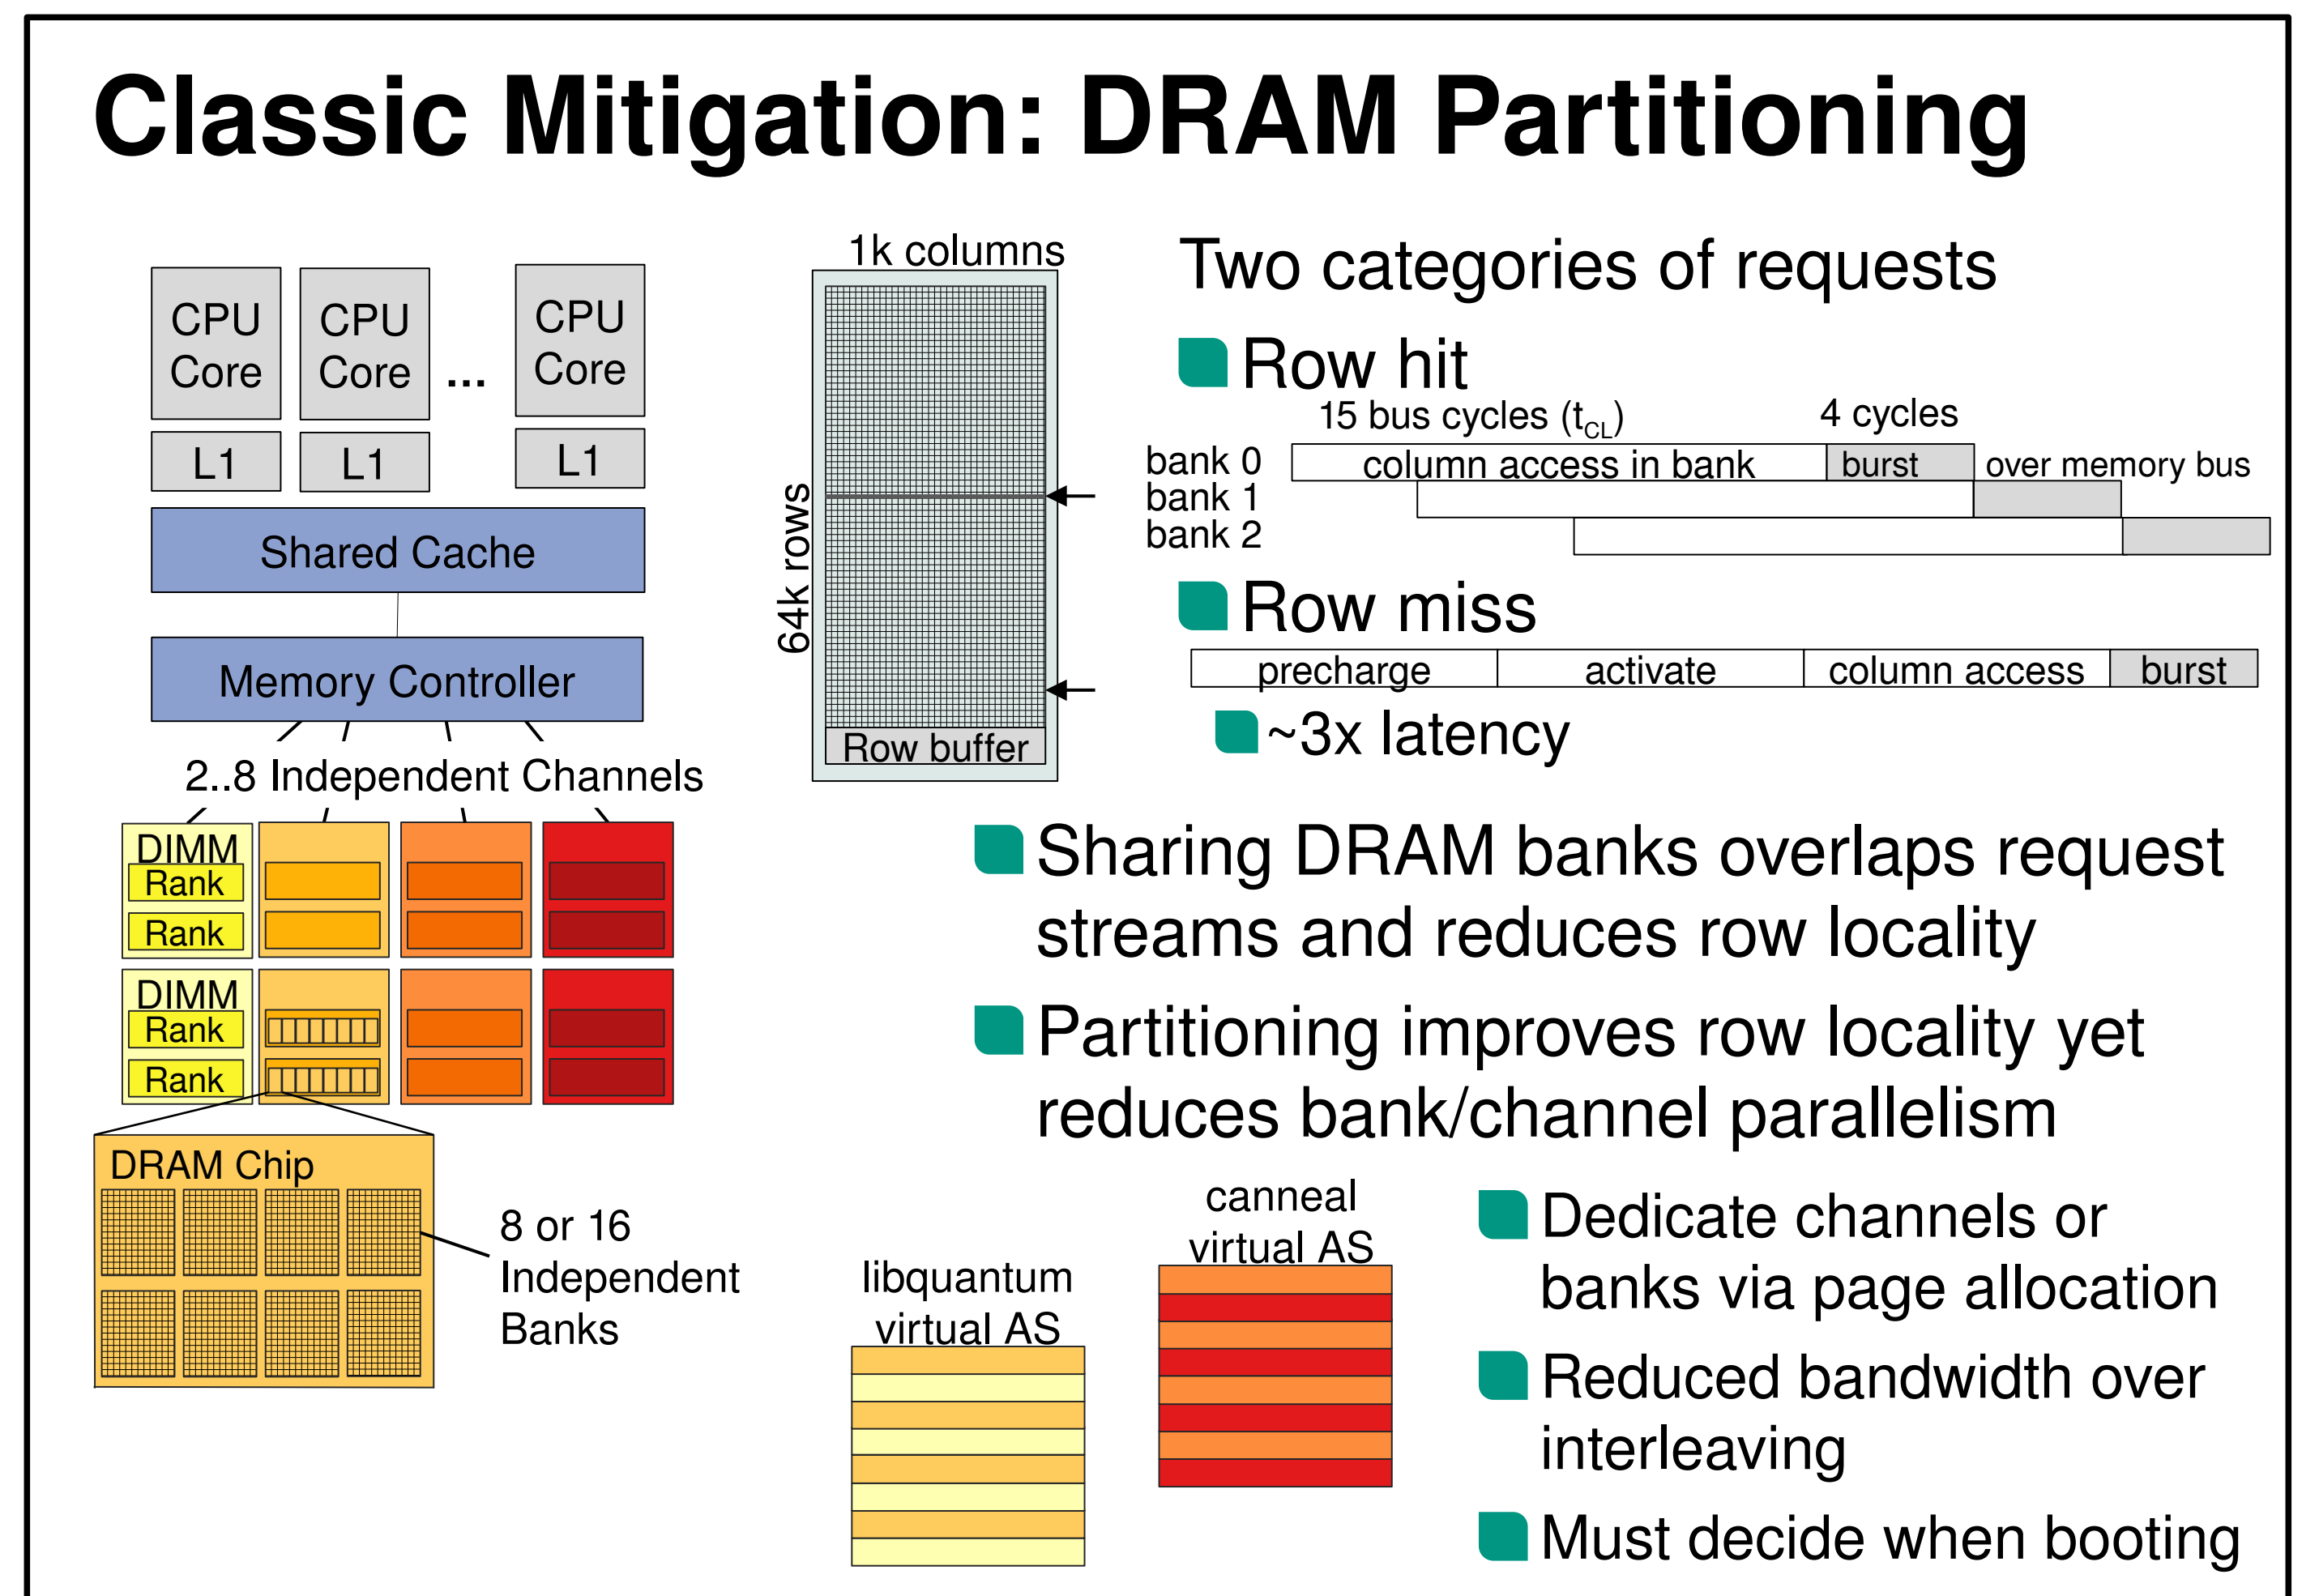 Classic Mitigation: DRAM Partitioning
CPU
Core
CPU
Core
...
CPU
Core
L1
L1
L1
Shared Cache
Memory Controller
2..8 Independent Channels
DIMM
Rank
Rank
DIMM
Rank
Rank
DRAM Chip
8 or 16
Independent
Banks
1k columns
64k rows
Row buffer
Two categories of requests
Row hit
15 bus cycles (tCL)
4 cycles
bank 0
column access in bank
burst
over memory bus
bank 1
bank 2
Row miss
precharge
activate
column access
burst
~3x latency
Sharing DRAM banks overlaps request
streams and reduces row locality
Partitioning improves row locality yet
reduces bank/channel parallelism
libquantum
virtual AS
canneal
virtual AS
Dedicate channels or
banks via page allocation
Reduced bandwidth over
interleaving
Must decide when booting